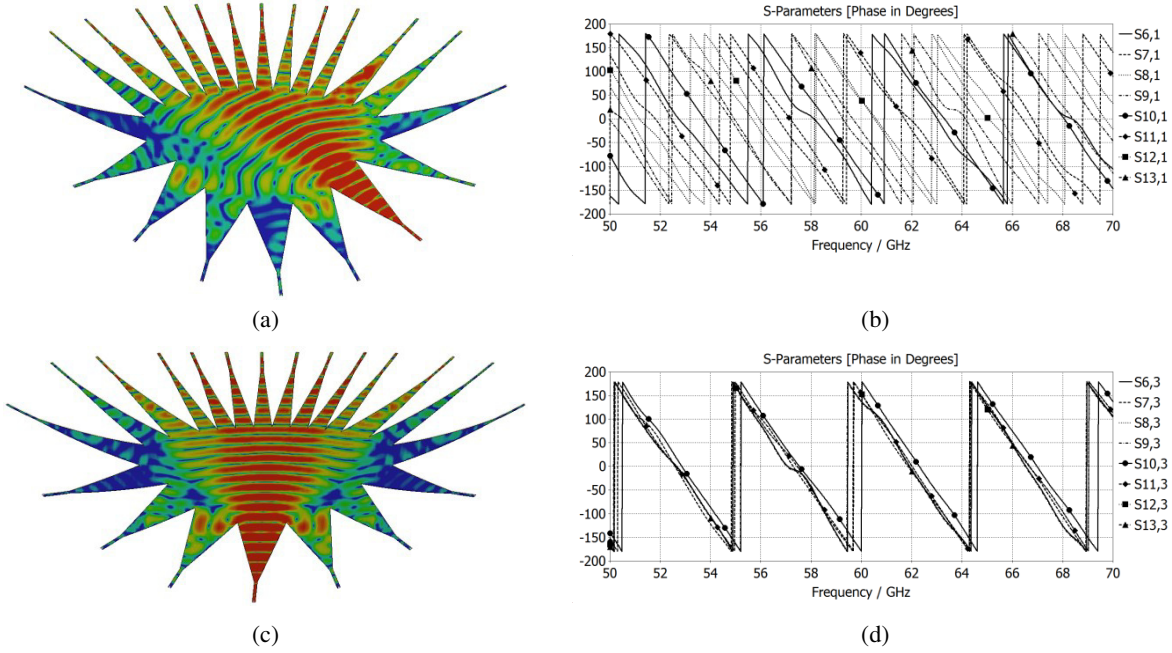 S-Parameters [Phase in Degrees]
200
150
100
50
0
-50
-100
-150
-200
50 52 54 56 58 60 62 64 66 68 70
Frequency / GHz
S6,1
S7,1
S8,1
S9,1
S10,1
S11,1
S12,1
S13,1
(a)
(b)
S-Parameters [Phase in Degrees]
200
150
100
50
0
-50
-100
-150
-200
50 52 54 56 58 60 62 64 66 68 70
Frequency / GHz
S6,3
S7,3
S8,3
S9,3
S10,3
S11,3
S12,3
S13,3
(c)
(d)